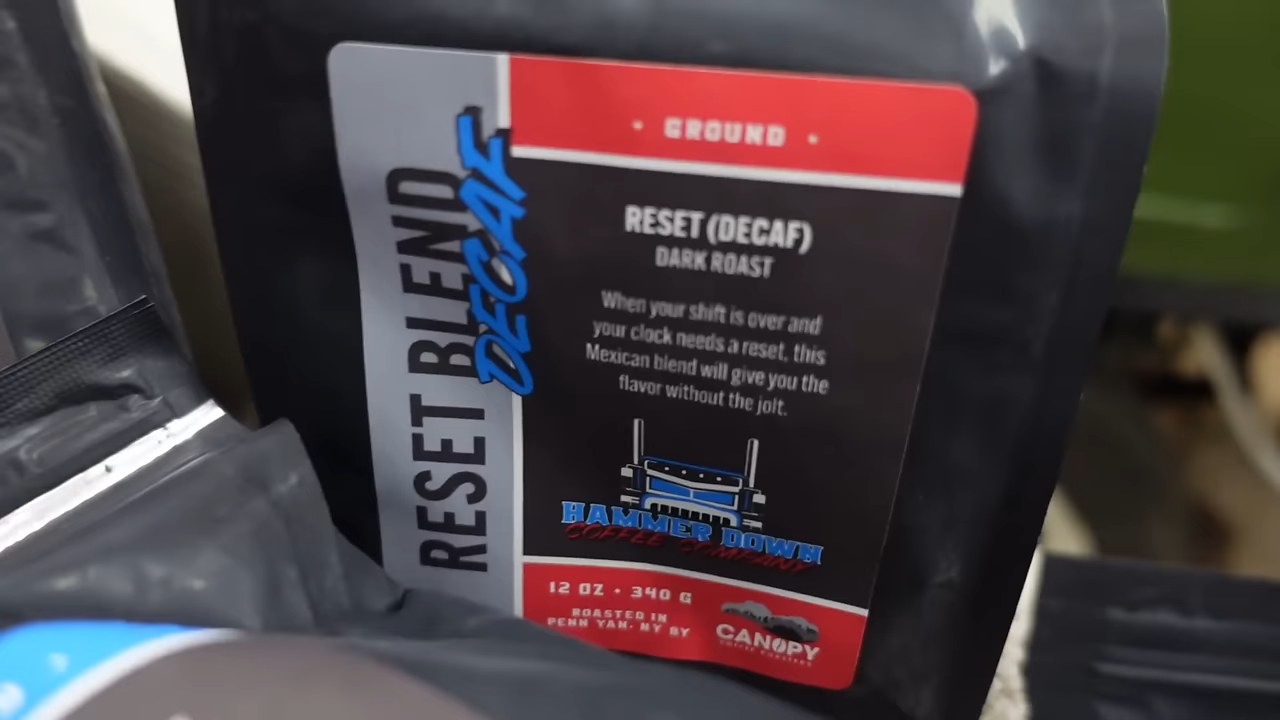 RESET BLEND
DECAF
GROUND
RESET (DECAF)
DARK ROAST
When your shift is over and
your clock needs a reset, this
Mexican blend will give you the
flavor without the jolt.
HAMMER DOWN
COFFEE COMPANY
12 OZ • 340 G
ROASTED IN
PENN YAN, NY BY
CANOPY
COFFEE ROASTERS